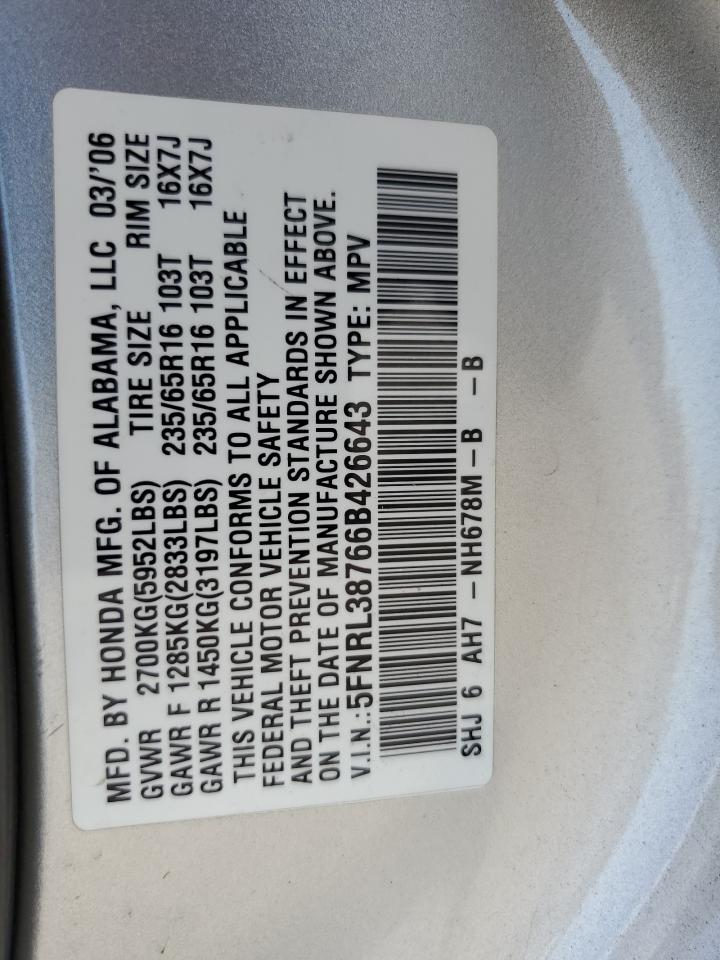 MFD. BY HONDA MFG. OF ALABAMA, LLC 03/'06
GVWR 2700KG(5952LBS) TIRE SIZE RIM SIZE
GAWR F 1285KG(2833LBS) 235/65R16 103T 16X7J
GAWR R 1450KG(3197LBS) 235/65R16 103T 16X7J
THIS VEHICLE CONFORMS TO ALL APPLICABLE
FEDERAL MOTOR VEHICLE SAFETY
AND THEFT PREVENTION STANDARDS IN EFFECT
ON THE DATE OF MANUFACTURE SHOWN ABOVE.
V.I.N.:5FNRL38766B426643 TYPE: MPV
SHJ 6 AH7 -NH678M-B -B